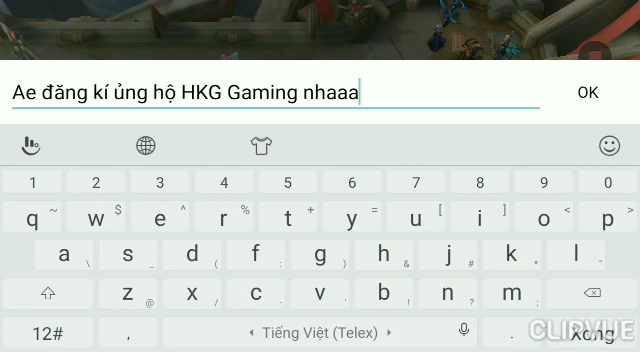 Ae đăng kí ủng hộ HKG Gaming nhaaa
OK
1 2 3 4 5 6 7 8 9 0
q ~ w $ e ^ r % t + y = u [ i ] o < p >
a \ s _ d ( f ; g ) h & j # k * l "
z @ x / c - v . b ! n ? m ;
12# , Tiếng Việt (Telex) . Xong
CLIPVUE